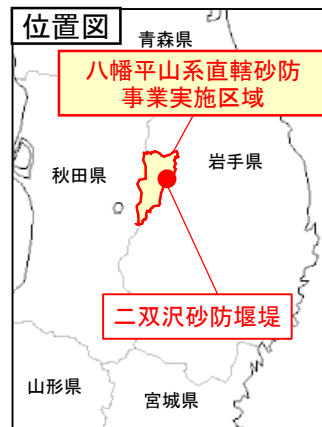 位置図
青森県
八幡平山系直轄砂防
事業実施区域
岩手県
秋田県
二双沢砂防堰堤
山形県
宮城県